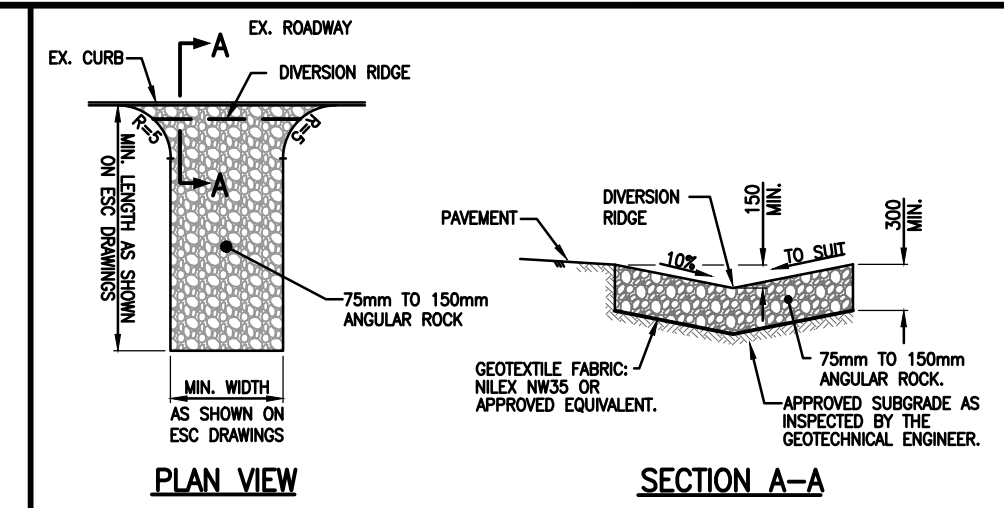 EX. ROADWAY
A
EX. CURB
DIVERSION RIDGE
R=5
R=5
A
MIN. LENGTH AS SHOWN
ON ESC DRAWINGS
75mm TO 150mm
ANGULAR ROCK
MIN. WIDTH
AS SHOWN ON
ESC DRAWINGS
PLAN VIEW
PAVEMENT
DIVERSION
RIDGE
150
MIN.
300
MIN.
10%
TO SUIT
GEOTEXTILE FABRIC:
NILEX NW35 OR
APPROVED EQUIVALENT.
75mm TO 150mm
ANGULAR ROCK.
APPROVED SUBGRADE AS
INSPECTED BY THE
GEOTECHNICAL ENGINEER.
SECTION A-A